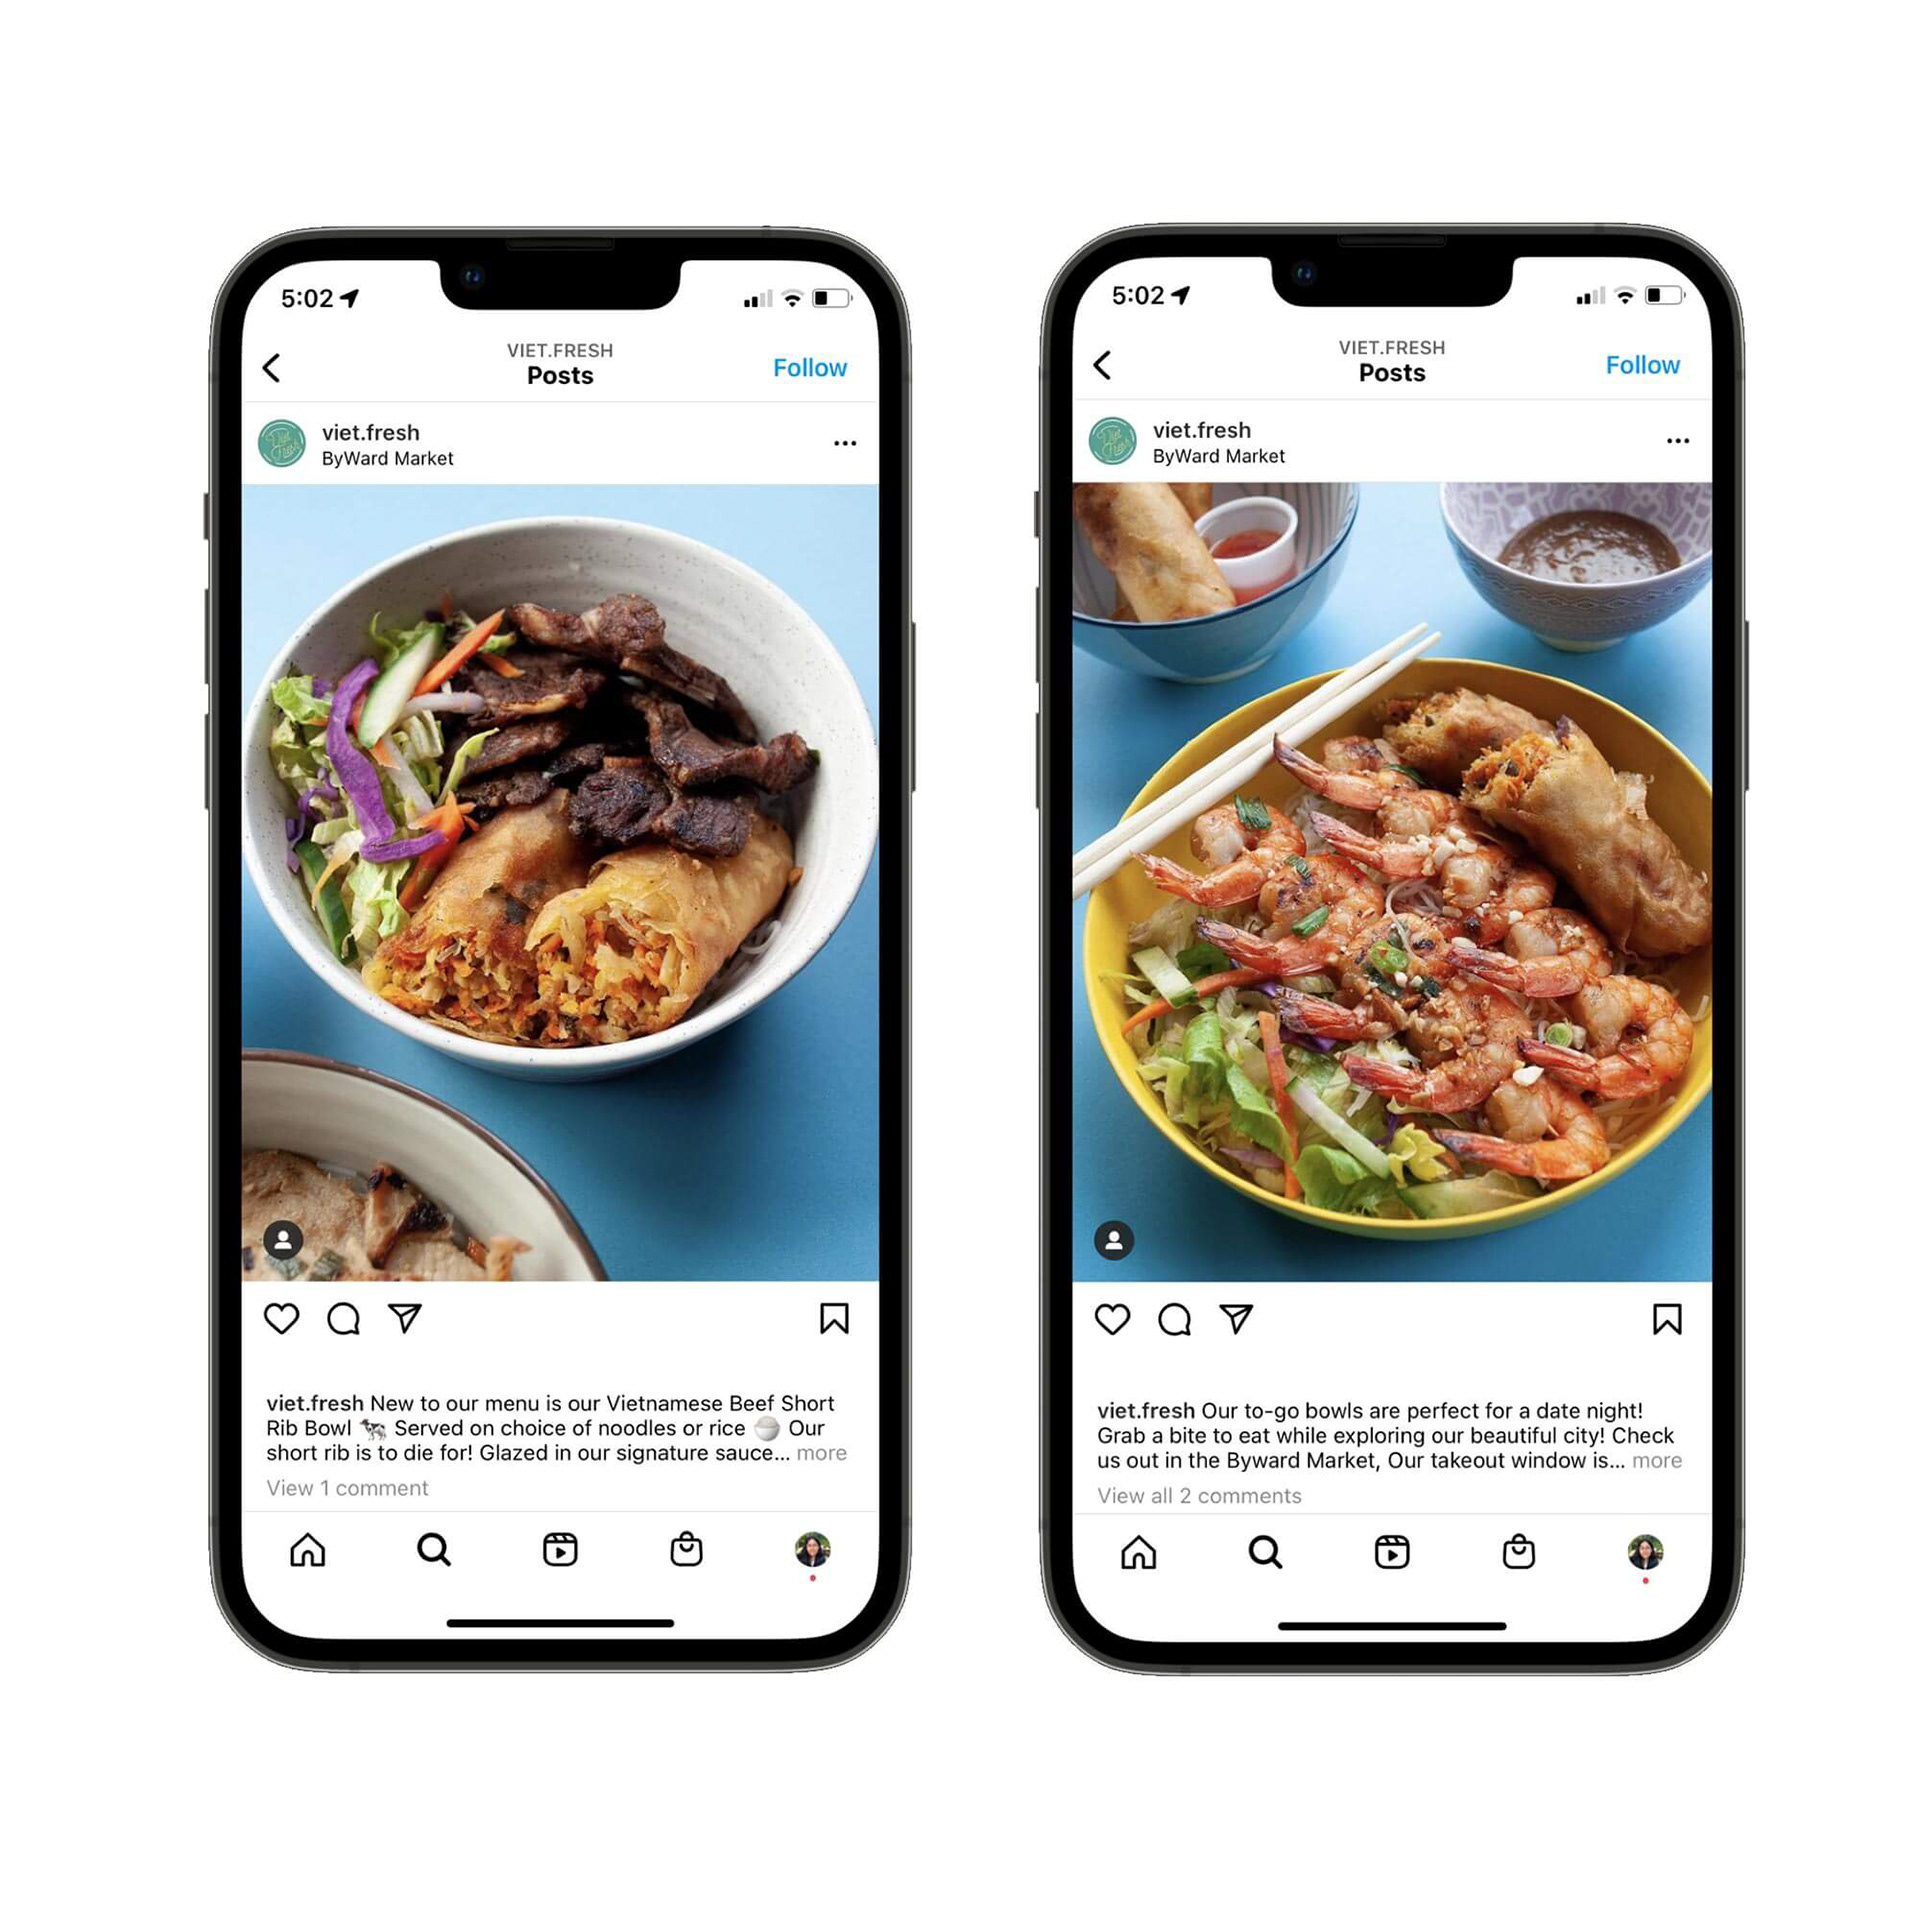 5:02
VIET.FRESH
Posts
Follow
viet.fresh
ByWard Market
Viet
Fresh
viet.fresh New to our menu is our Vietnamese Beef Short
Rib Bowl 🐄 Served on choice of noodles or rice 🍚 Our
short rib is to die for! Glazed in our signature sauce... more
View 1 comment
5:02
VIET.FRESH
Posts
Follow
viet.fresh
ByWard Market
Viet
Fresh
viet.fresh Our to-go bowls are perfect for a date night!
Grab a bite to eat while exploring our beautiful city! Check
us out in the Byward Market, Our takeout window is... more
View all 2 comments